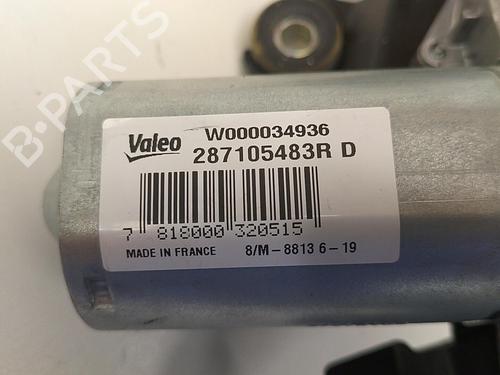 B-PARTS
Valeo
W000034936
287105483R D
7 818000 320515
MADE IN FRANCE 8/M-8813 6-19